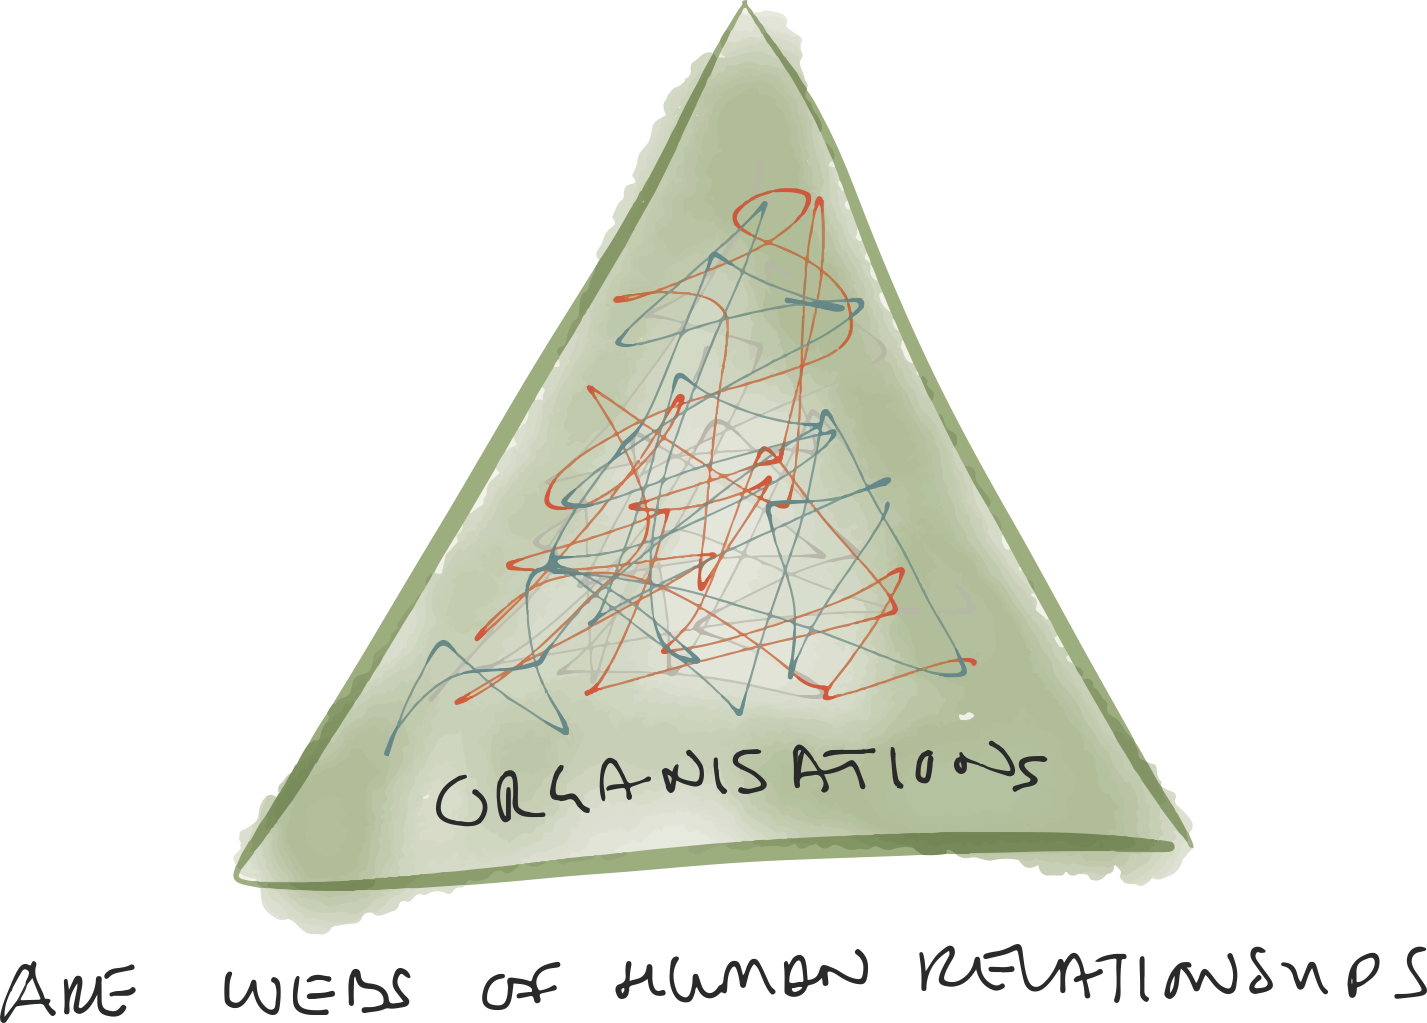 ORGANISATIONS
ARE WEBS OF HUMAN RELATIONSHIPS